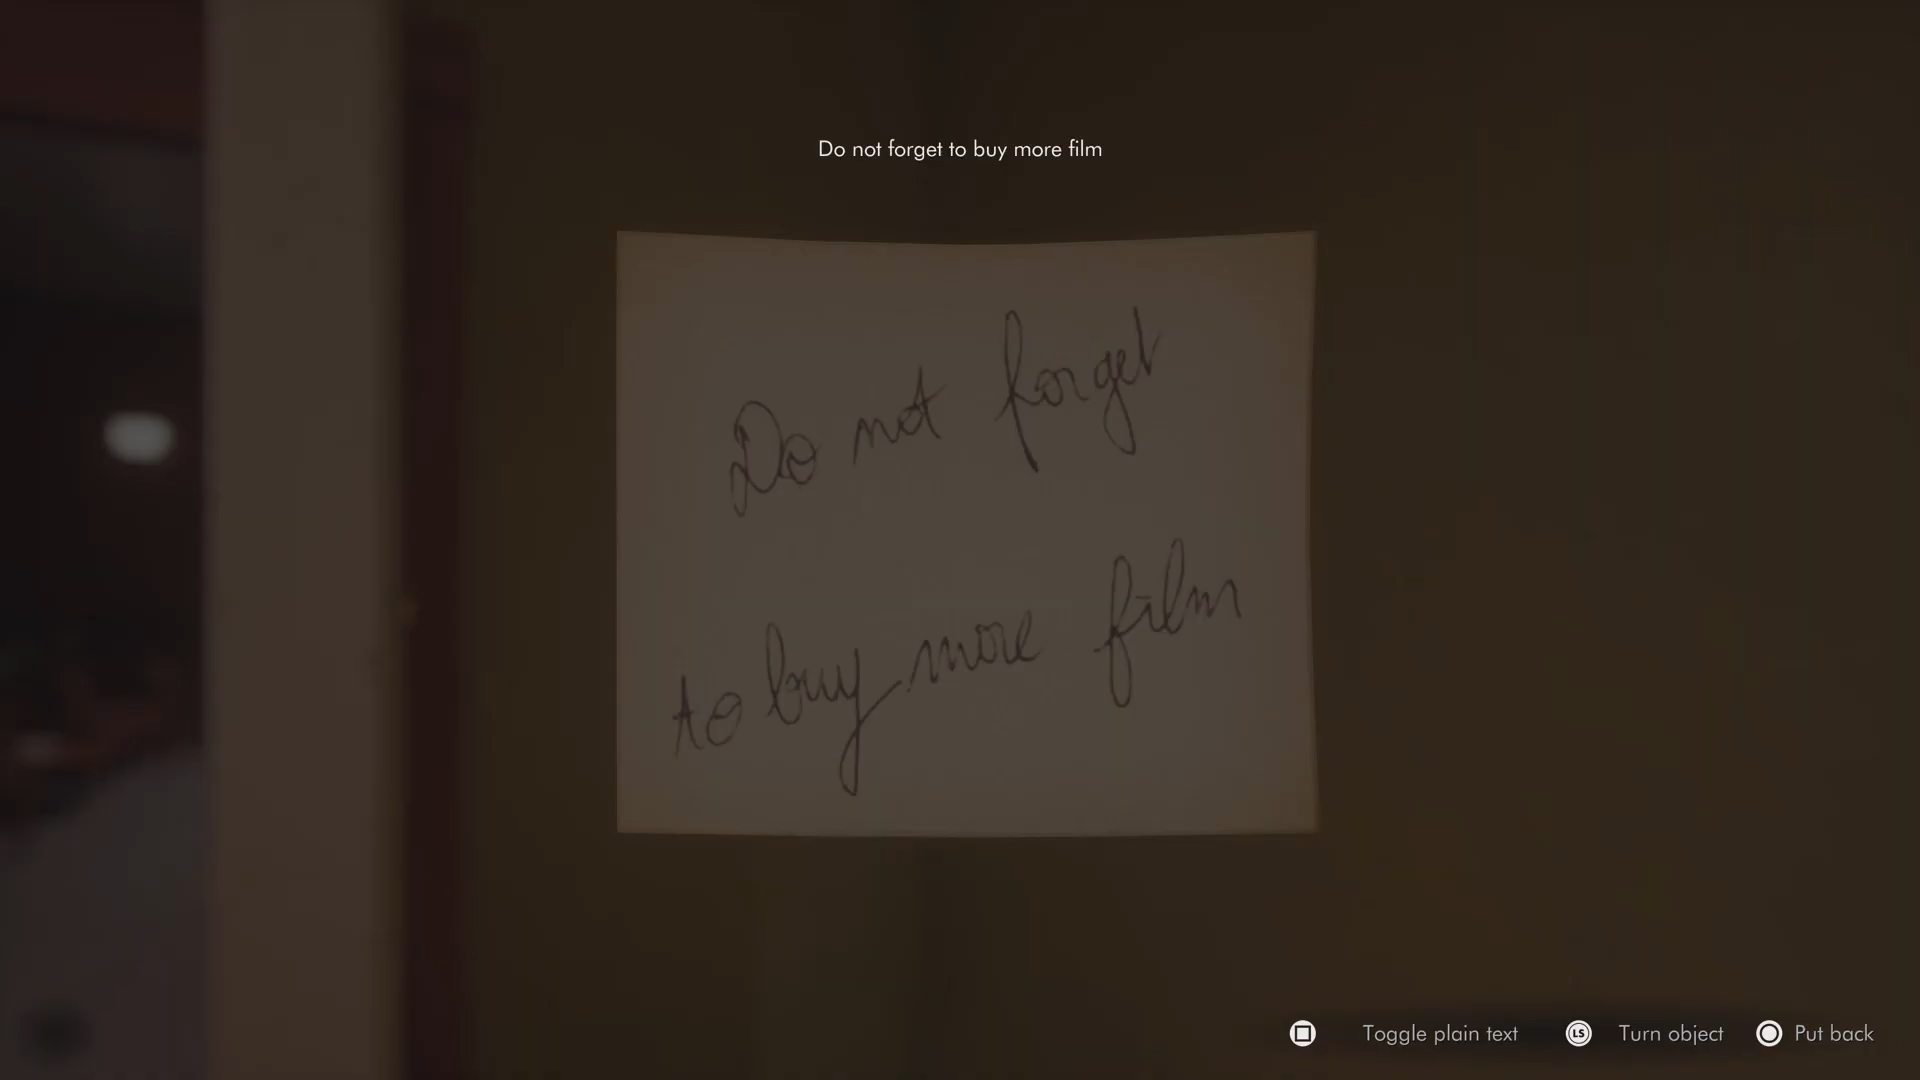 Do not forget to buy more film
Do not forget
to buy more film
LS
Toggle plain text
Turn object
Put back